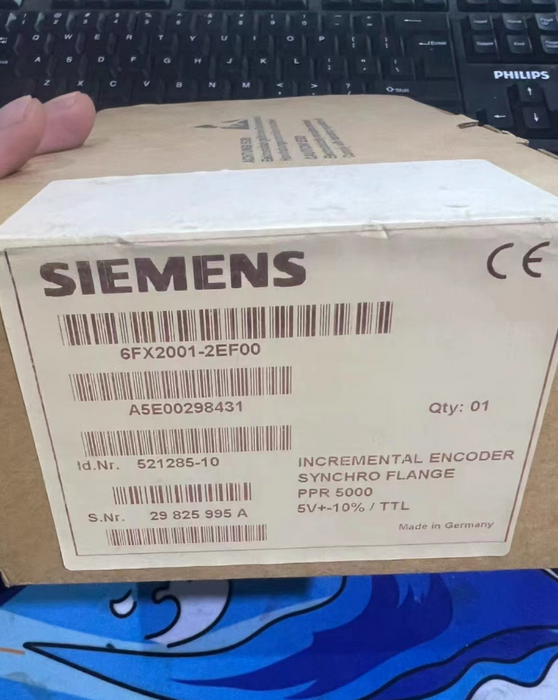 PHILIPS
SIEMENS
CE
6FX2001-2EF00
A5E00298431
Qty: 01
Id.Nr. 521285-10
S.Nr. 29 825 995 A
INCREMENTAL ENCODER
SYNCHRO FLANGE
PPR 5000
5V+-10% / TTL
Made in Germany